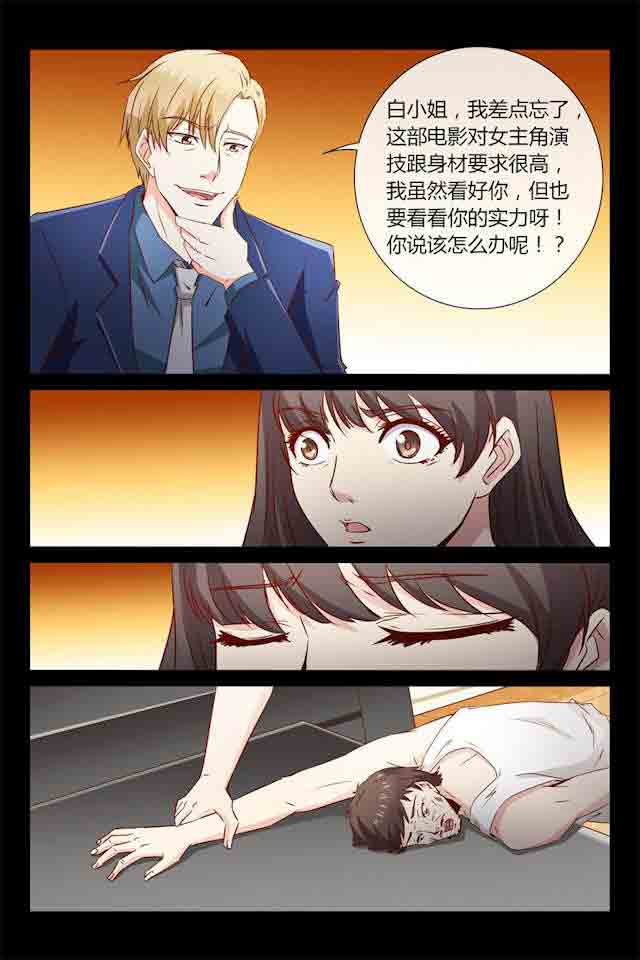 白小姐，我差点忘了，
这部电影对女主角演
技跟身材要求很高，
我虽然看好你，但也
要看看你的实力呀！
你说该怎么办呢！？